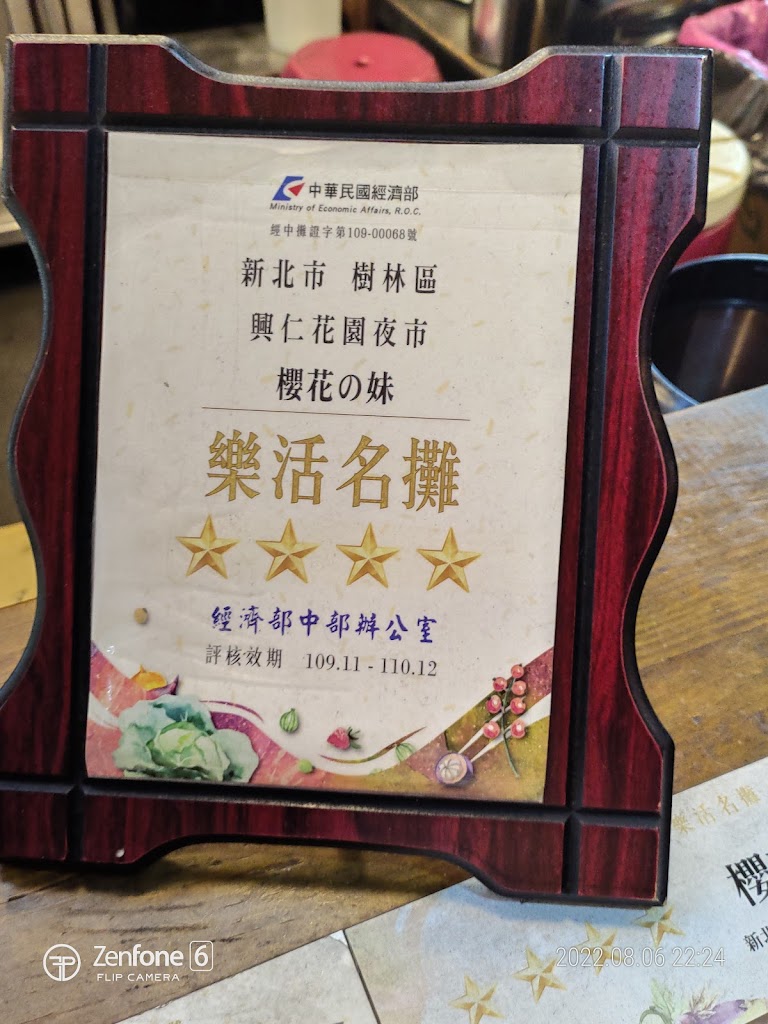 中華民國經濟部
Ministry of Economic Affairs, R.O.C.
經中攤證字第109-00068號
新北市 樹林區
興仁花園夜市
櫻花の妹
樂活名攤
經濟部中部辦公室
評核效期 109.11 - 110.12
樂活名攤
櫻
新北
Zenfone 6
FLIP CAMERA
2022.08.06 22:24